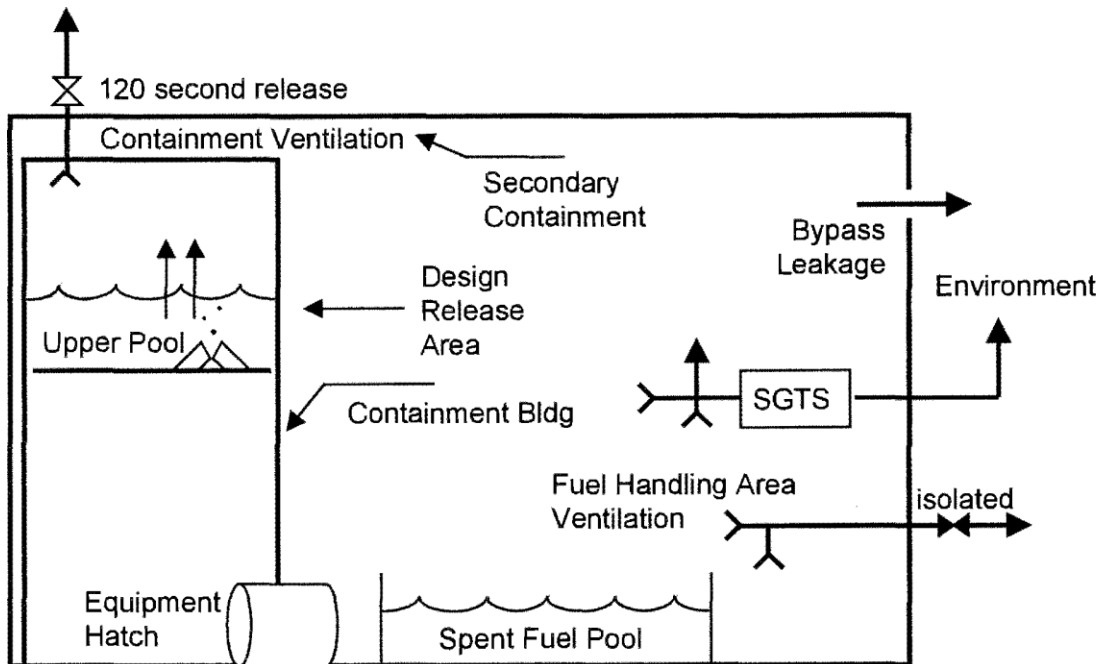 120 second release
Containment Ventilation
Secondary
Containment
Bypass
Leakage
Design
Release
Area
Environment
Upper Pool
Containment Bldg
SGTS
Fuel Handling Area
Ventilation
isolated
Equipment
Hatch
Spent Fuel Pool